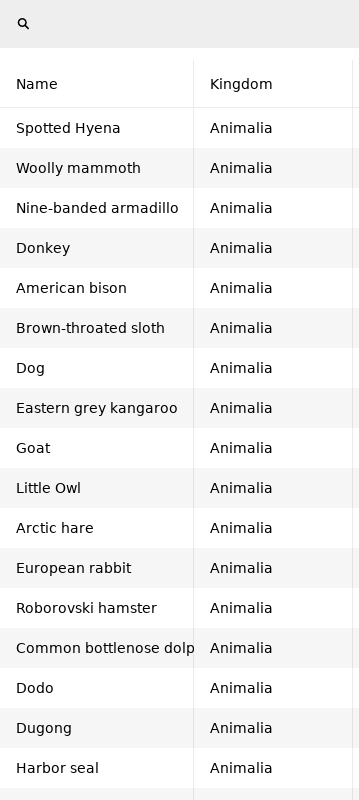 Name Kingdom
Spotted Hyena Animalia
Woolly mammoth Animalia
Nine-banded armadillo Animalia
Donkey Animalia
American bison Animalia
Brown-throated sloth Animalia
Dog Animalia
Eastern grey kangaroo Animalia
Goat Animalia
Little Owl Animalia
Arctic hare Animalia
European rabbit Animalia
Roborovski hamster Animalia
Common bottlenose dolp Animalia
Dodo Animalia
Dugong Animalia
Harbor seal Animalia